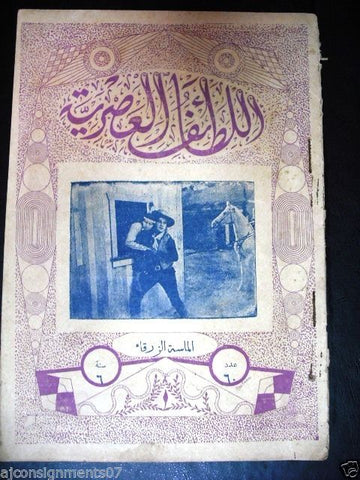 اللطائف العصرية
الماسة الزرقاء
عدد
٦٠
سنة
٦
ajconsignments07